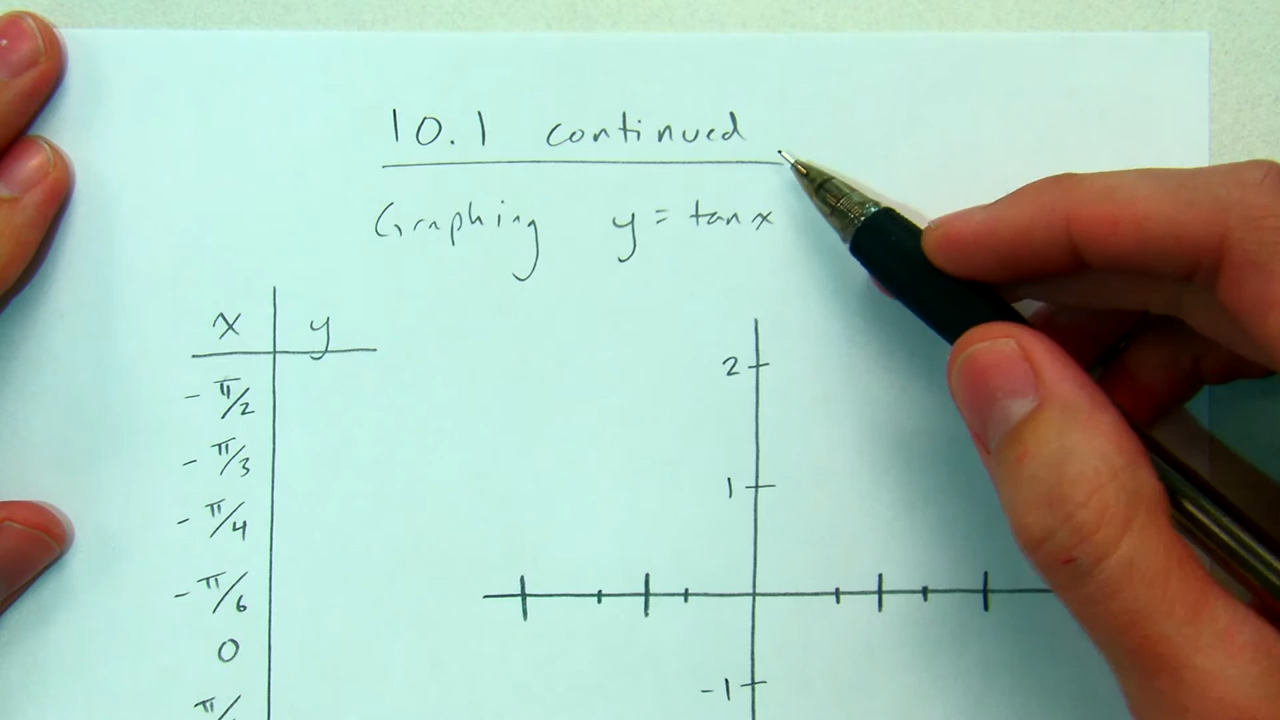 10.1 continued
Graphing y = tan x
x y
- π/2
- π/3
- π/4
- π/6
0
2
1
-1